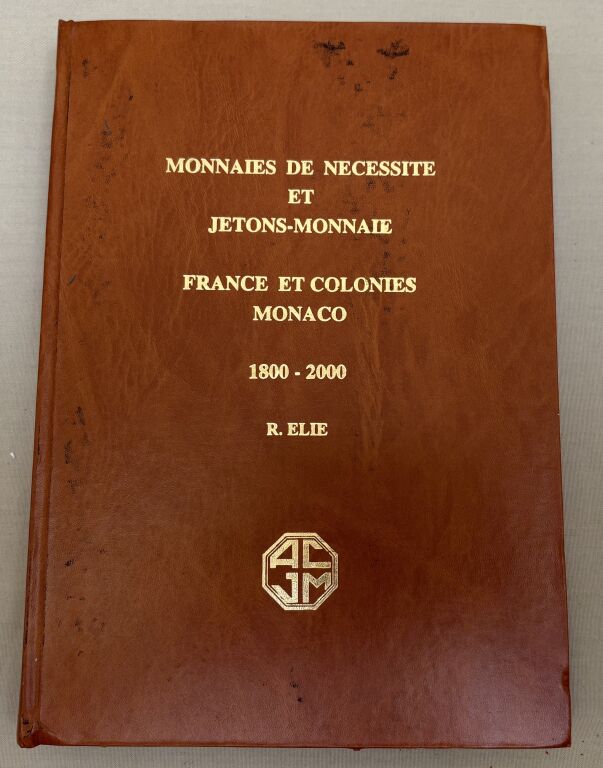 MONNAIES DE NECESSITE
ET
JETONS-MONNAIE
FRANCE ET COLONIES
MONACO
1800 - 2000
R. ELIE
AC
JM